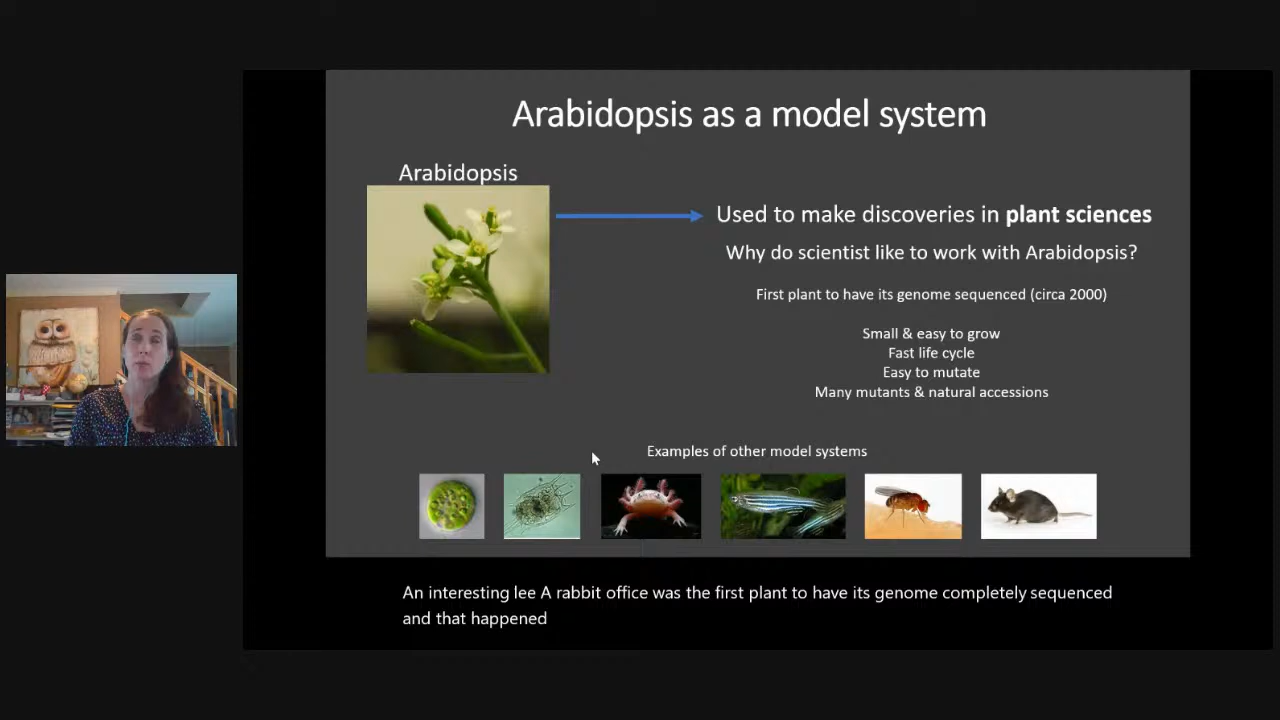 Arabidopsis as a model system
Arabidopsis
Used to make discoveries in plant sciences
Why do scientist like to work with Arabidopsis?
First plant to have its genome sequenced (circa 2000)
Small & easy to grow
Fast life cycle
Easy to mutate
Many mutants & natural accessions
Examples of other model systems
An interesting lee A rabbit office was the first plant to have its genome completely sequenced
and that happened